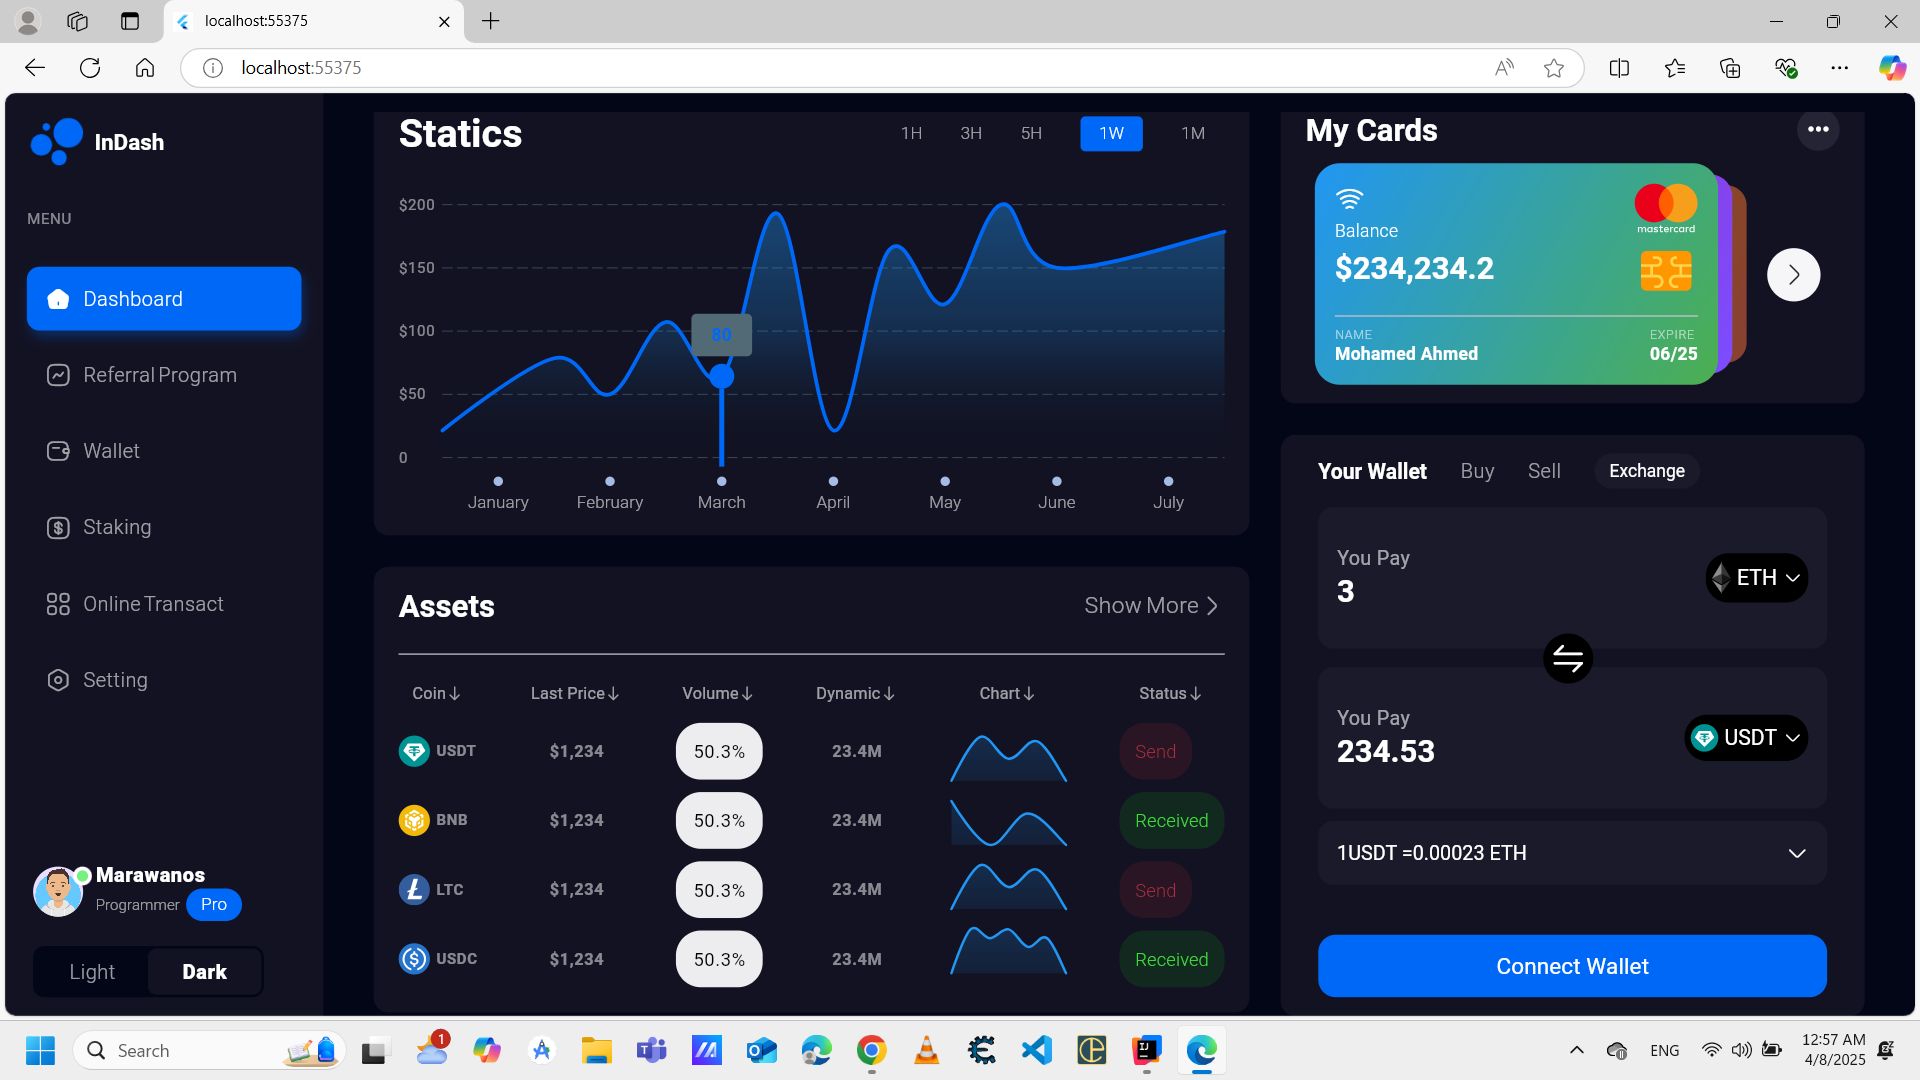 localhost:55375
localhost:55375
InDash
MENU
Dashboard
Referral Program
Wallet
Staking
Online Transact
Setting
Marawanos
Programmer Pro
Light Dark
Statics
1H 3H 5H 1W 1M
$200
$150
$100
$50
0
80
January February March April May June July
Assets
Show More
Coin↓ Last Price↓ Volume↓ Dynamic↓ Chart↓ Status↓
USDT $1,234 50.3% 23.4M Send
BNB $1,234 50.3% 23.4M Received
LTC $1,234 50.3% 23.4M Send
USDC $1,234 50.3% 23.4M Received
My Cards
mastercard
Balance
$234,234.2
NAME EXPIRE
Mohamed Ahmed 06/25
Your Wallet Buy Sell Exchange
You Pay
3
ETH
You Pay
234.53
USDT
1USDT =0.00023 ETH
Connect Wallet
Search
1
ENG
12:57 AM
4/8/2025